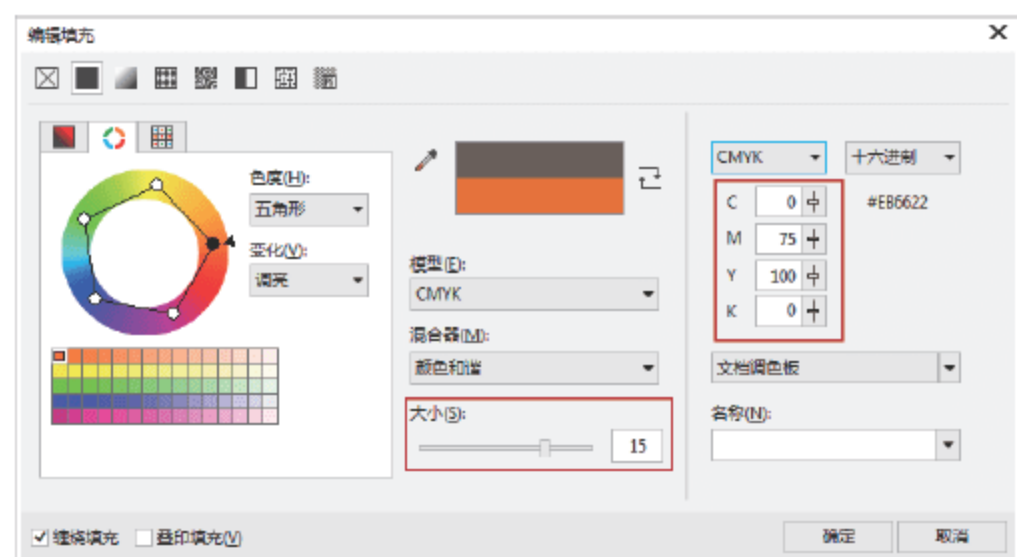 编辑填充
色度(H):
五角形
变化(V):
调亮
模型(E):
CMYK
混合器(M):
颜色和谐
大小(S):
15
CMYK
十六进制
C 0
#EB6622
M 75
Y 100
K 0
文档调色板
名称(N):
缠绕填充
叠印填充(V)
确定
取消